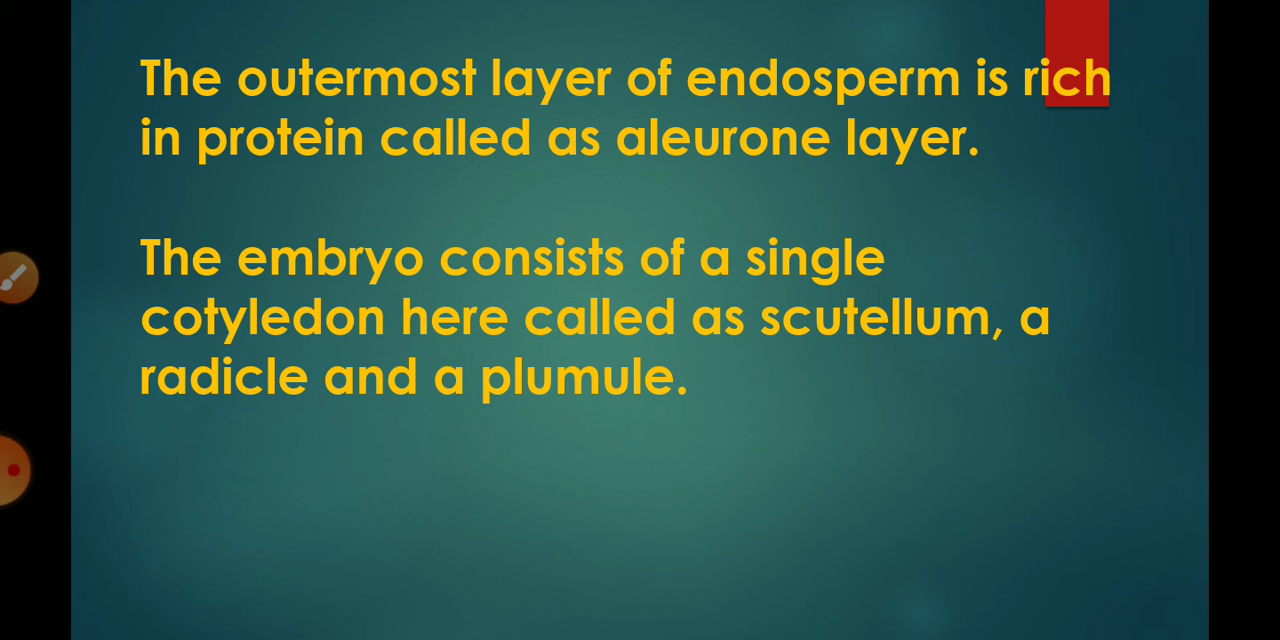 The outermost layer of endosperm is rich
in protein called as aleurone layer.
The embryo consists of a single
cotyledon here called as scutellum, a
radicle and a plumule.